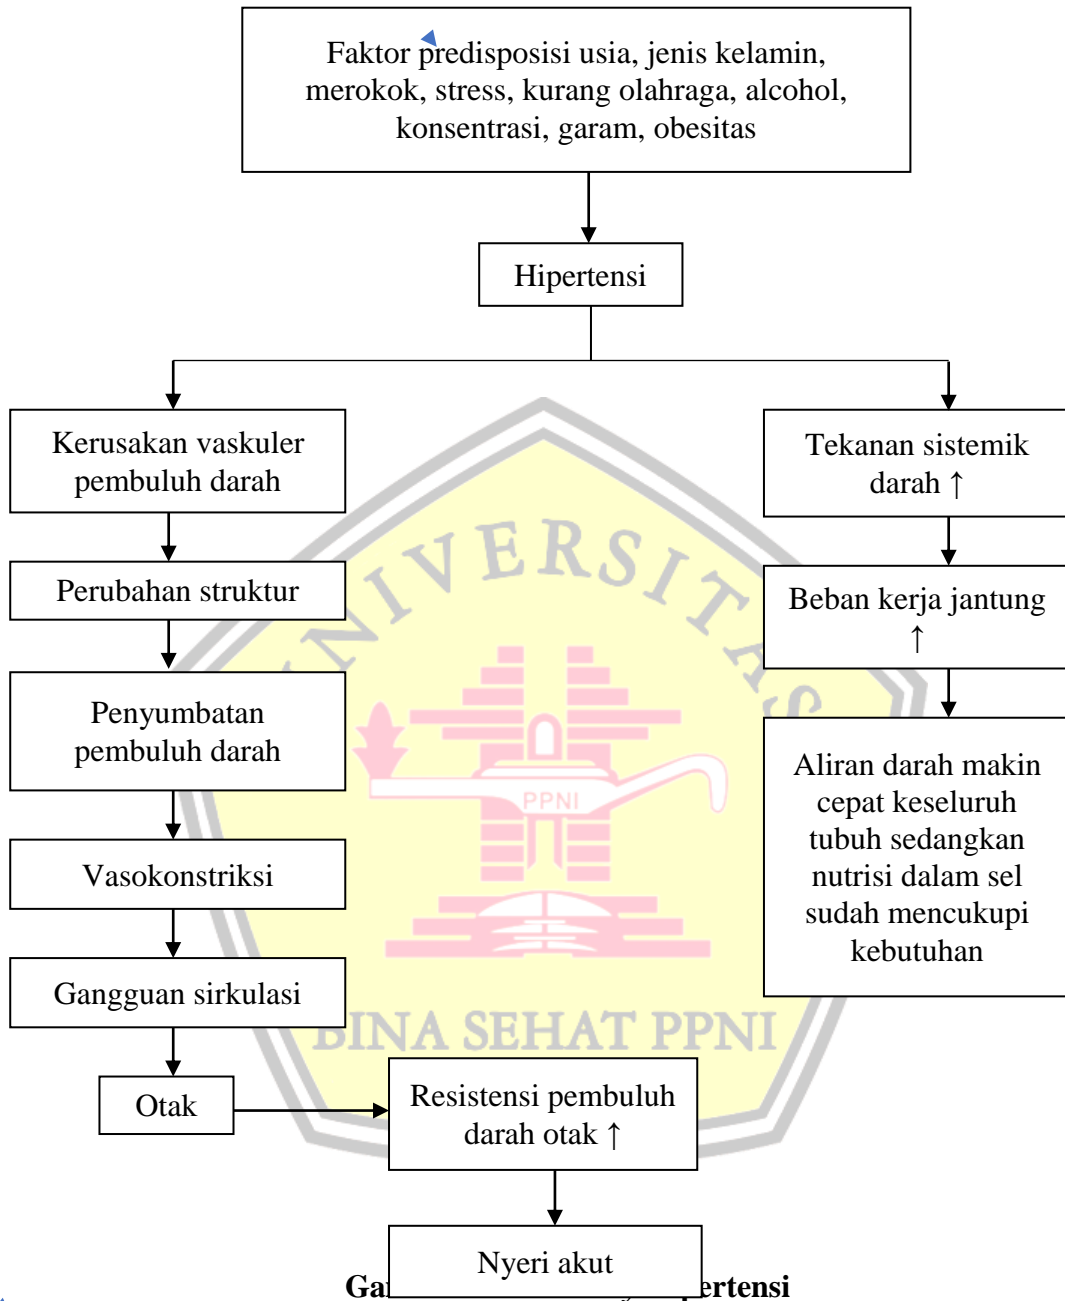 Faktor predisposisi usia, jenis kelamin,
merokok, stress, kurang olahraga, alcohol,
konsentrasi, garam, obesitas
Hipertensi
Kerusakan vaskuler
pembuluh darah
Tekanan sistemik
darah ↑
Perubahan struktur
Beban kerja jantung
↑
Penyumbatan
pembuluh darah
Aliran darah makin
cepat keseluruh
tubuh sedangkan
nutrisi dalam sel
sudah mencukupi
kebutuhan
Vasokonstriksi
Gangguan sirkulasi
Otak
Resistensi pembuluh
darah otak ↑
Nyeri akut
UNIVERSITAS
PPNI
BINA SEHAT PPNI